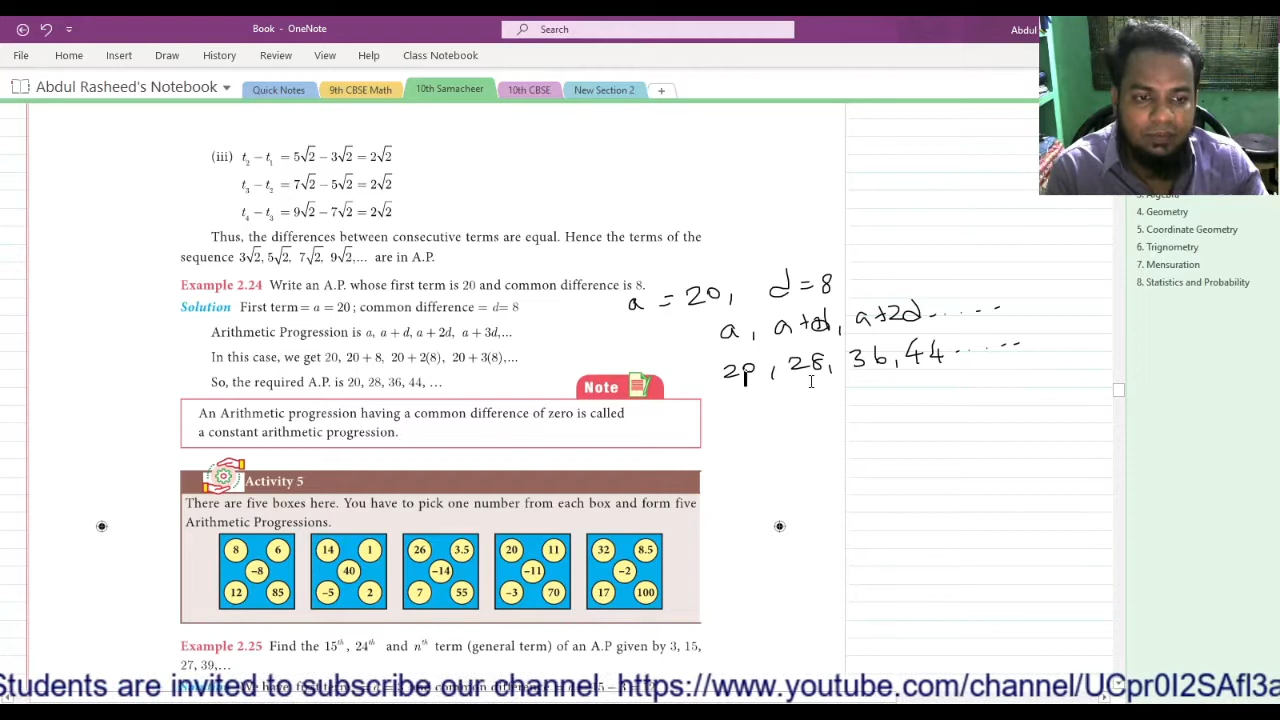 Book - OneNote
Search
Abdul
File Home Insert Draw History Review View Help Class Notebook
Abdul Rasheed's Notebook
Quick Notes
9th CBSE Math
10th Samacheer
10th CBSE
New Section 2
(iii) t₂ − t₁ = 5√2 − 3√2 = 2√2
t₃ − t₂ = 7√2 − 5√2 = 2√2
t₄ − t₃ = 9√2 − 7√2 = 2√2
Thus, the differences between consecutive terms are equal. Hence the terms of the
sequence 3√2, 5√2, 7√2, 9√2,... are in A.P.
Example 2.24 Write an A.P. whose first term is 20 and common difference is 8.
Solution First term = a = 20 ; common difference = d = 8
Arithmetic Progression is a, a + d, a + 2d, a + 3d,...
In this case, we get 20, 20 + 8, 20 + 2(8), 20 + 3(8),...
So, the required A.P. is 20, 28, 36, 44, …
a = 20, d = 8
a, a+d, a+2d......
20, 28, 36, 44......
Note
An Arithmetic progression having a common difference of zero is called
a constant arithmetic progression.
Activity 5
There are five boxes here. You have to pick one number from each box and form five
Arithmetic Progressions.
8 6 14 1 26 3.5 20 11 32 8.5
−8 40 −14 −11 −2
12 85 −5 2 7 55 −3 70 17 100
Example 2.25 Find the 15th, 24th and nth term (general term) of an A.P given by 3, 15,
27, 39,…
4. Geometry
5. Coordinate Geometry
6. Trignometry
7. Mensuration
8. Statistics and Probability
Students are invited to subscribe our channel: https://www.youtube.com/channel/UCpr0I2SAfl3a